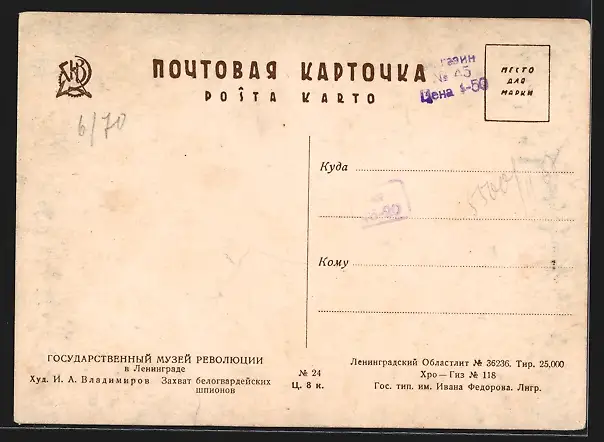 ПОЧТОВАЯ КАРТОЧКА
POŜTA KARTO
МЕСТО
ДЛЯ
МАРКИ
№ 45
Цена 1-50
6/70
Куда
Кому
ГОСУДАРСТВЕННЫЙ МУЗЕЙ РЕВОЛЮЦИИ
в Ленинграде
Худ. И. А. Владимиров Захват белогвардейских
шпионов
№ 24
Ц. 8 к.
Ленинградский Областлит № 36236. Тир. 25,000
Хро—Гиз № 118
Гос. тип. им. Ивана Федорова. Лнгр.